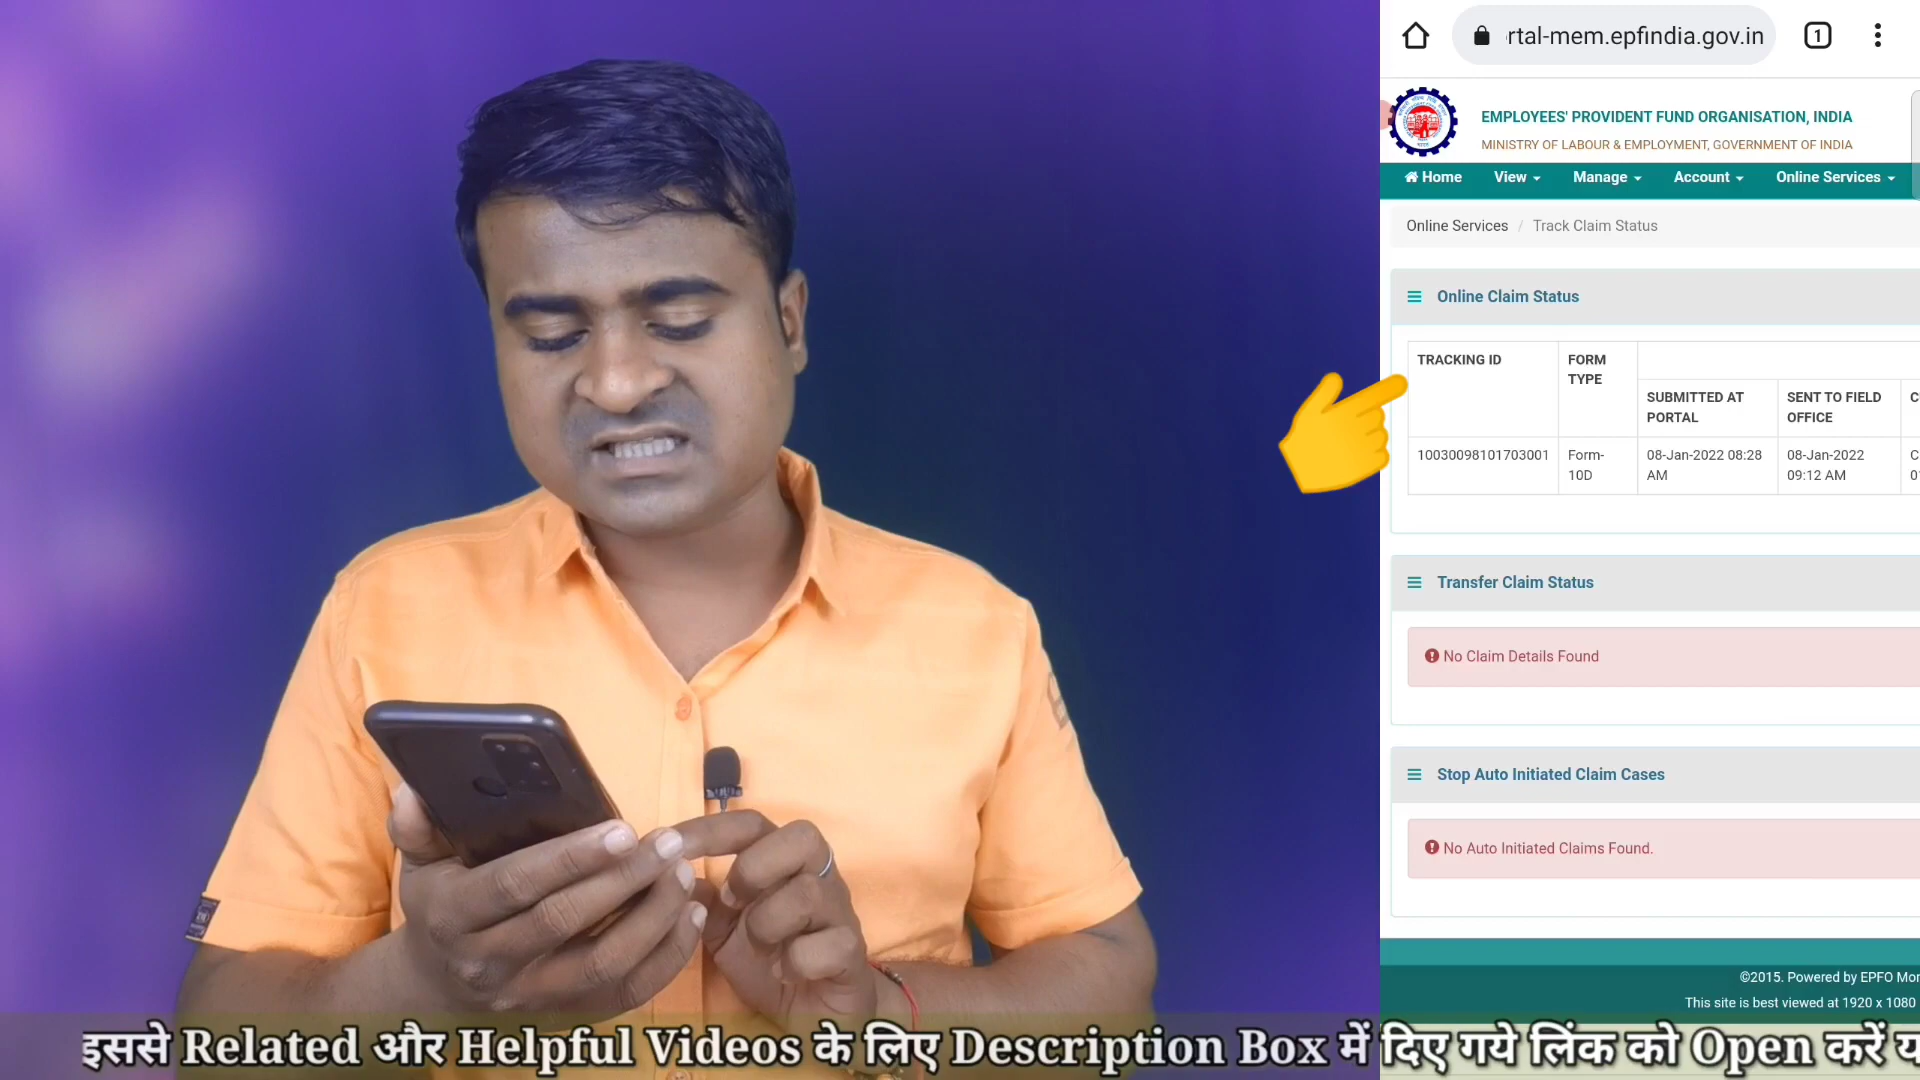 rtal-mem.epfindia.gov.in
1
EMPLOYEES' PROVIDENT FUND ORGANISATION, INDIA
MINISTRY OF LABOUR & EMPLOYMENT, GOVERNMENT OF INDIA
Home View Manage Account Online Services
Online Services / Track Claim Status
Online Claim Status
TRACKING ID
FORM TYPE
SUBMITTED AT PORTAL
SENT TO FIELD OFFICE
10030098101703001
Form-10D
08-Jan-2022 08:28 AM
08-Jan-2022 09:12 AM
Transfer Claim Status
No Claim Details Found
Stop Auto Initiated Claim Cases
No Auto Initiated Claims Found.
©2015. Powered by EPFO
This site is best viewed at 1920 x 1080
इससे Related और Helpful Videos के लिए Description Box में दिए गये लिंक को Open करें